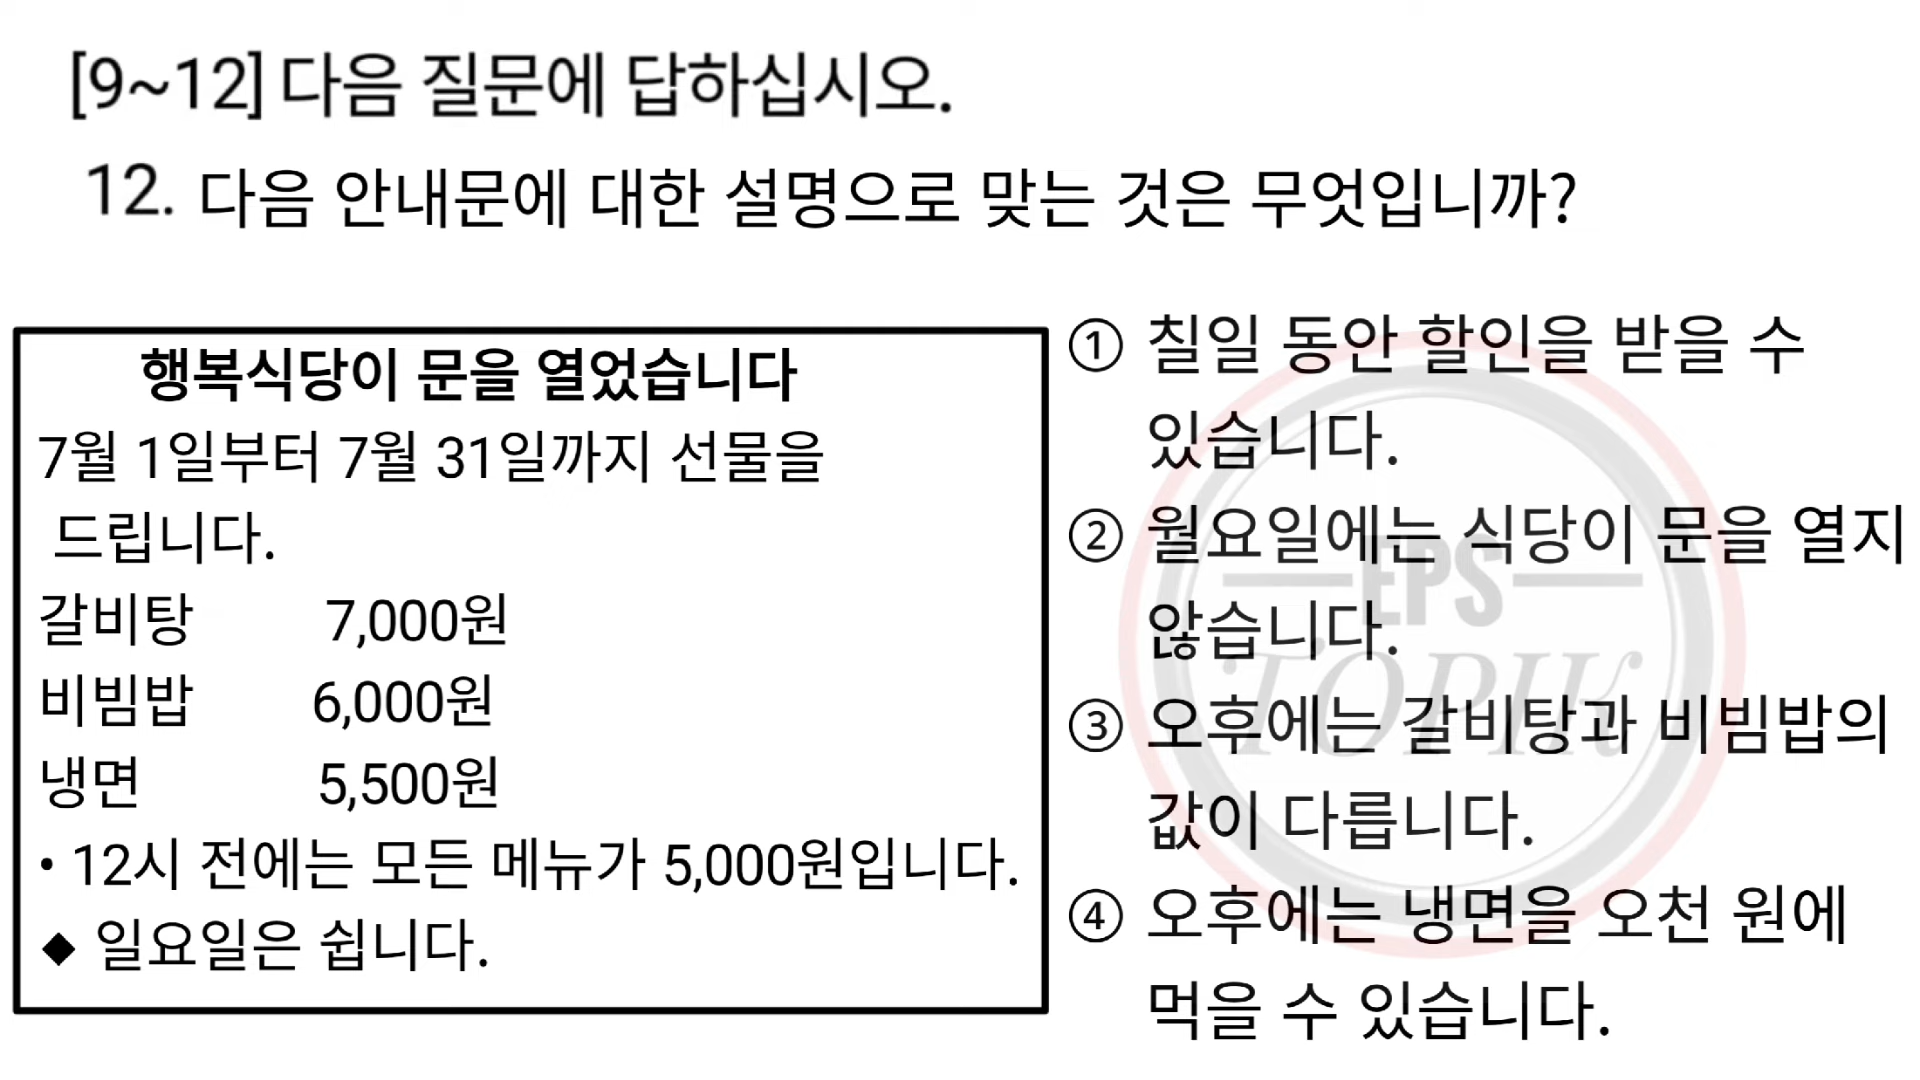 [9~12] 다음 질문에 답하십시오.
12. 다음 안내문에 대한 설명으로 맞는 것은 무엇입니까?
행복식당이 문을 열었습니다
7월 1일부터 7월 31일까지 선물을
드립니다.
갈비탕 7,000원
비빔밥 6,000원
냉면 5,500원
• 12시 전에는 모든 메뉴가 5,000원입니다.
◆ 일요일은 쉽니다.
① 칠일 동안 할인을 받을 수
있습니다.
② 월요일에는 식당이 문을 열지
않습니다.
③ 오후에는 갈비탕과 비빔밥의
값이 다릅니다.
④ 오후에는 냉면을 오천 원에
먹을 수 있습니다.
EPS
TOPIK